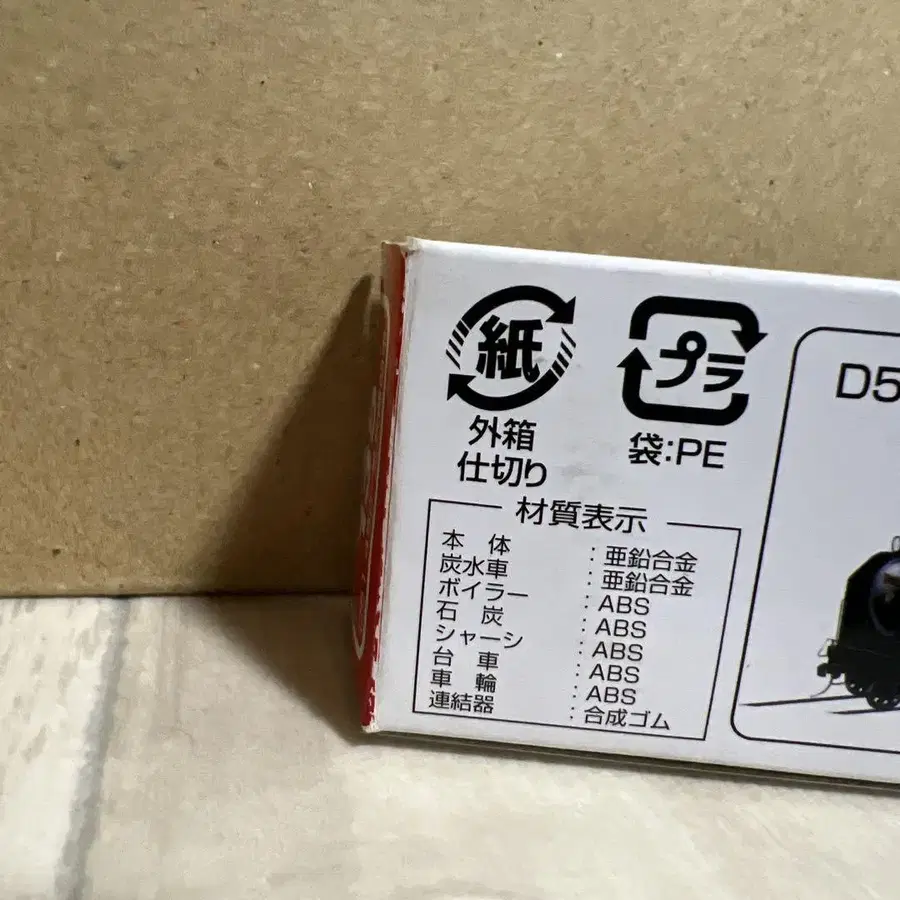 紙
外箱
仕切り
プラ
袋:PE
D5
材質表示
本体:亜鉛合金
炭水車:亜鉛合金
ボイラー:ABS
石炭:ABS
シャーシ:ABS
台車:ABS
車輪:ABS
連結器:合成ゴム